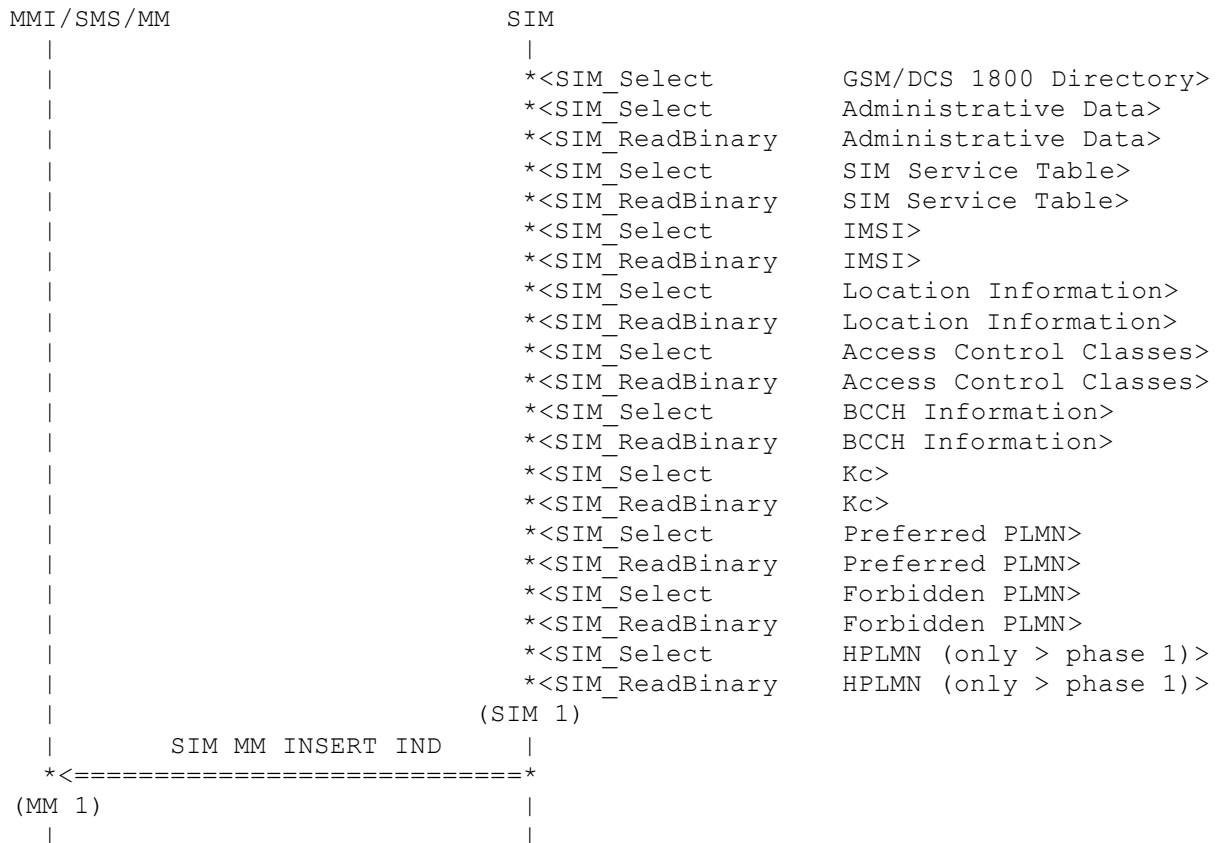 MMI/SMS/MM                      SIM
  |                              |
  |                              *<SIM_Select        GSM/DCS 1800 Directory>
  |                              *<SIM_Select        Administrative Data>
  |                              *<SIM_ReadBinary    Administrative Data>
  |                              *<SIM_Select        SIM Service Table>
  |                              *<SIM_ReadBinary    SIM Service Table>
  |                              *<SIM_Select        IMSI>
  |                              *<SIM_ReadBinary    IMSI>
  |                              *<SIM_Select        Location Information>
  |                              *<SIM_ReadBinary    Location Information>
  |                              *<SIM_Select        Access Control Classes>
  |                              *<SIM_ReadBinary    Access Control Classes>
  |                              *<SIM_Select        BCCH Information>
  |                              *<SIM_ReadBinary    BCCH Information>
  |                              *<SIM_Select        Kc>
  |                              *<SIM_ReadBinary    Kc>
  |                              *<SIM_Select        Preferred PLMN>
  |                              *<SIM_ReadBinary    Preferred PLMN>
  |                              *<SIM_Select        Forbidden PLMN>
  |                              *<SIM_ReadBinary    Forbidden PLMN>
  |                              *<SIM_Select        HPLMN (only > phase 1)>
  |                              *<SIM_ReadBinary    HPLMN (only > phase 1)>
  |                           (SIM 1)
  |       SIM MM INSERT IND      |
  *<=============================*
(MM 1)                           |
  |                              |